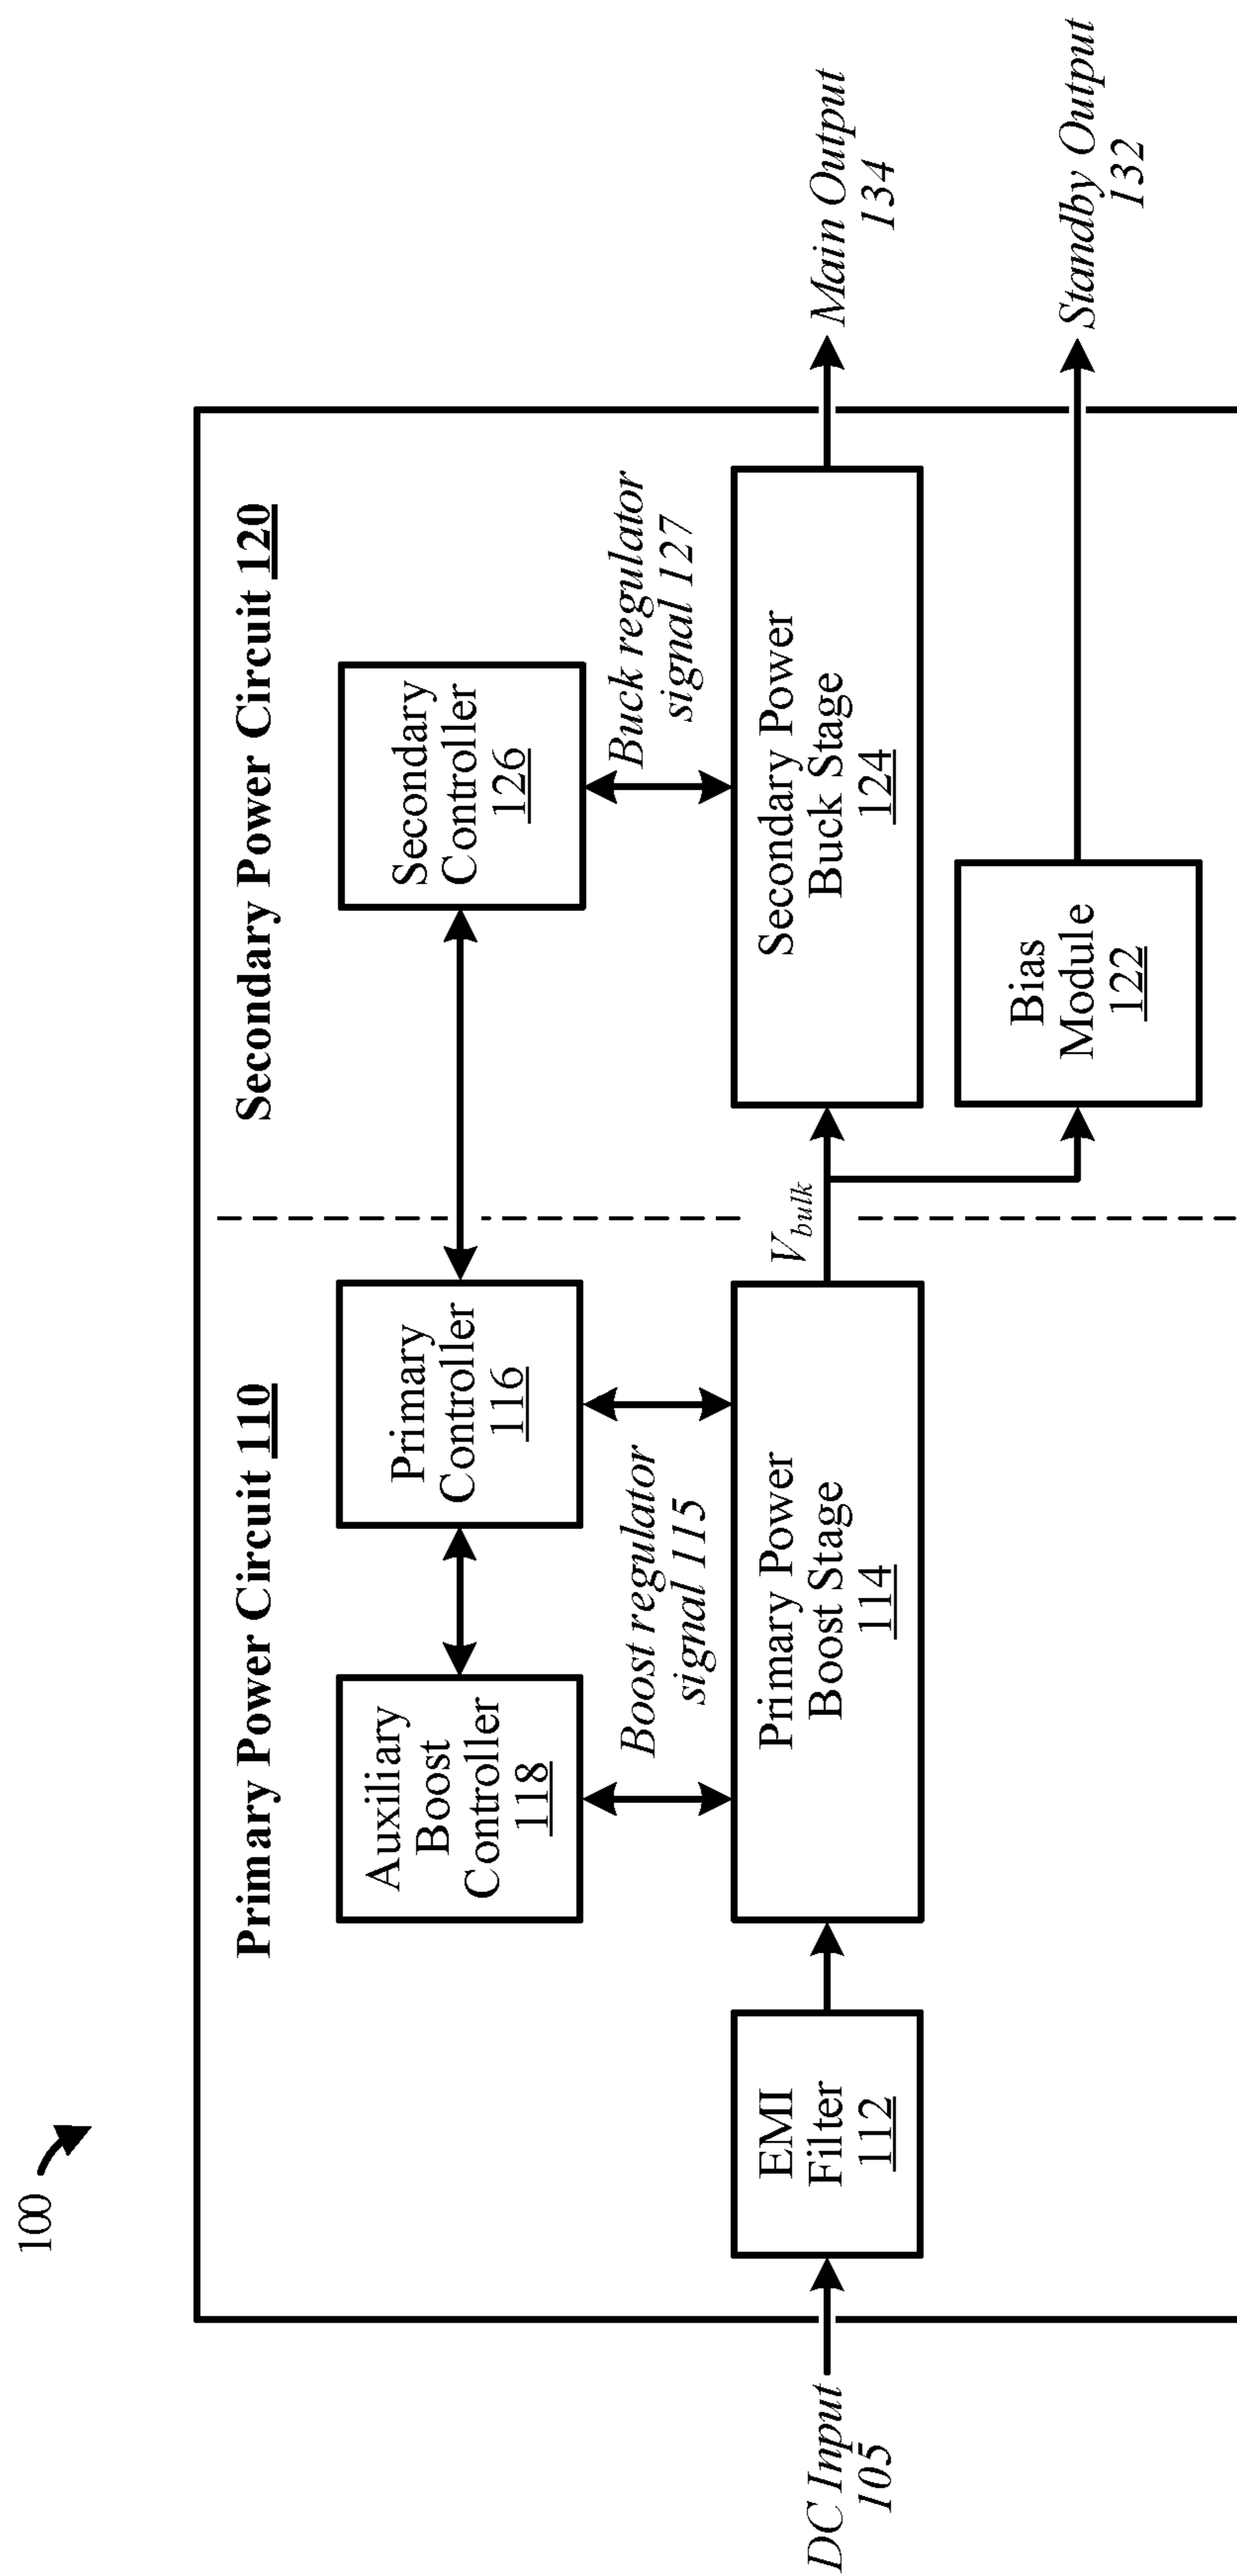 100
Primary Power Circuit 110
Secondary Power Circuit 120
Auxiliary
Boost
Controller
118
Primary
Controller
116
Secondary
Controller
126
Boost regulator
signal 115
Buck regulator
signal 127
DC Input
105
EMI
Filter
112
Primary Power
Boost Stage
114
Vbulk
Secondary Power
Buck Stage
124
Main Output
134
Bias
Module
122
Standby Output
132